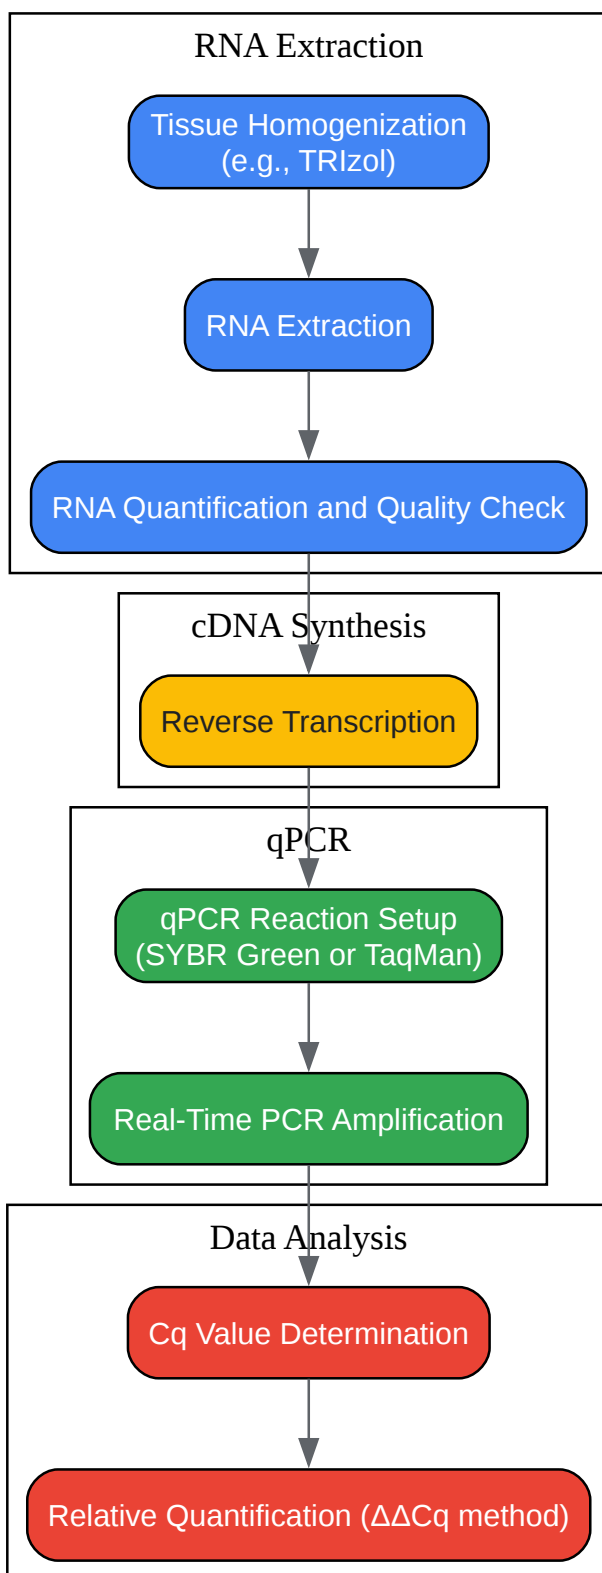 RNA Extraction
Tissue Homogenization
(e.g., TRIzol)
RNA Extraction
RNA Quantification and Quality Check
cDNA Synthesis
Reverse Transcription
qPCR
qPCR Reaction Setup
(SYBR Green or TaqMan)
Real-Time PCR Amplification
Data Analysis
Cq Value Determination
Relative Quantification (ΔΔCq method)